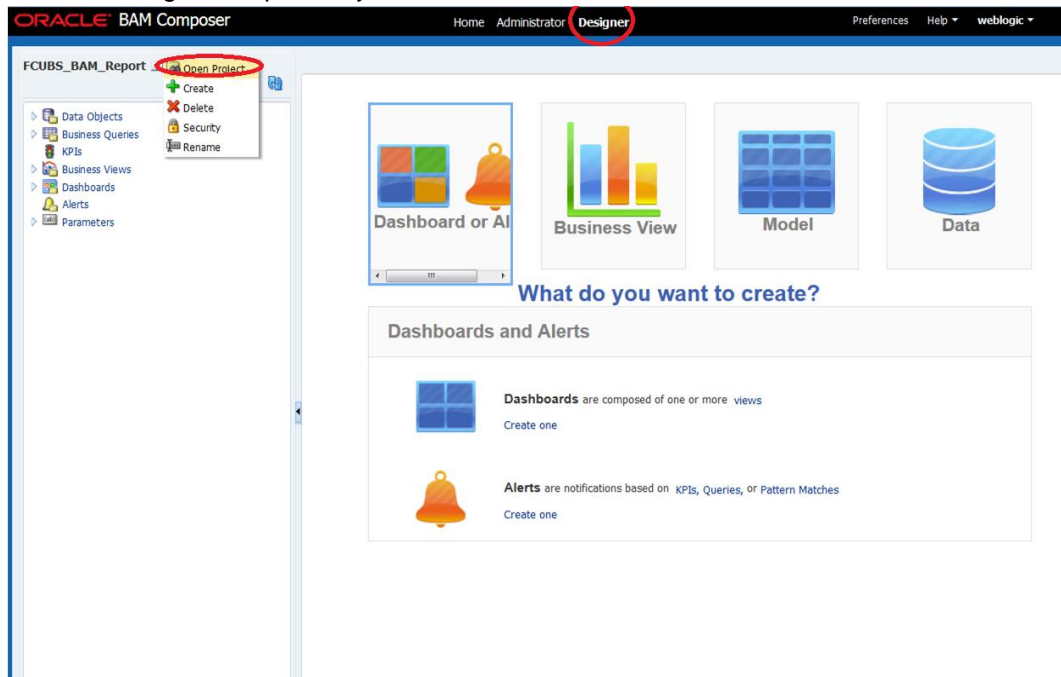 ORACLE BAM Composer
Home Administrator Designer
Preferences Help weblogic
FCUBS_BAM_Report
Open Project
Create
Delete
Security
Rename
Data Objects
Business Queries
KPIs
Business Views
Dashboards
Alerts
Parameters
Dashboard or Al
Business View
Model
Data
What do you want to create?
Dashboards and Alerts
Dashboards are composed of one or more views
Create one
Alerts are notifications based on KPIs, Queries, or Pattern Matches
Create one